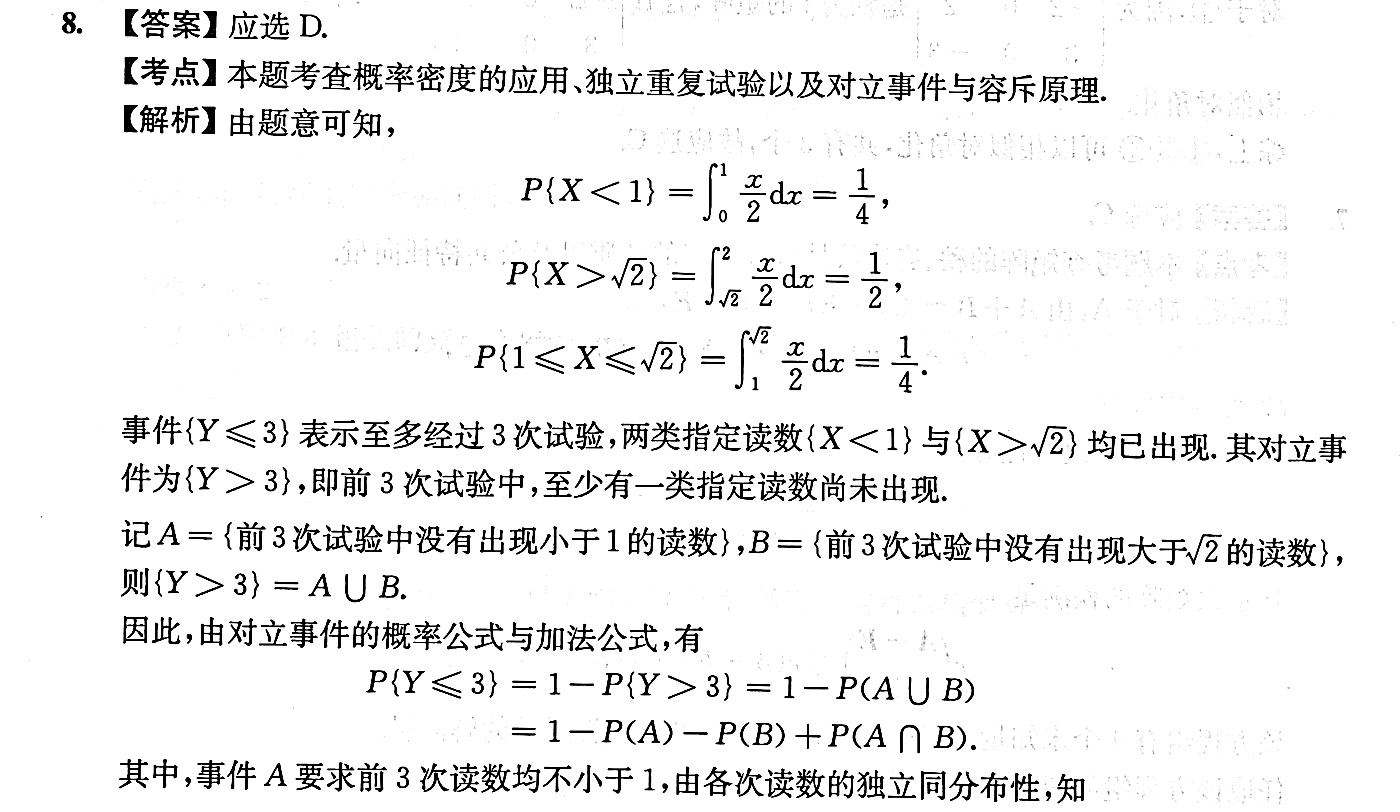 8. 【答案】应选 D.
【考点】本题考查概率密度的应用、独立重复试验以及对立事件与容斥原理.
【解析】由题意可知,
P{X<1} = ∫₀¹ x/2 dx = 1/4,
P{X>√2} = ∫_{√2}^{2} x/2 dx = 1/2,
P{1⩽X⩽√2} = ∫_{1}^{√2} x/2 dx = 1/4.
事件{Y⩽3}表示至多经过3次试验,两类指定读数{X<1}与{X>√2}均已出现. 其对立事
件为{Y>3},即前3次试验中,至少有一类指定读数尚未出现.
记A={前3次试验中没有出现小于1的读数},B={前3次试验中没有出现大于√2的读数},
则{Y>3}=A∪B.
因此,由对立事件的概率公式与加法公式,有
P{Y⩽3} = 1-P{Y>3} = 1-P(A∪B)
= 1-P(A)-P(B)+P(A∩B).
其中,事件A要求前3次读数均不小于1,由各次读数的独立同分布性,知